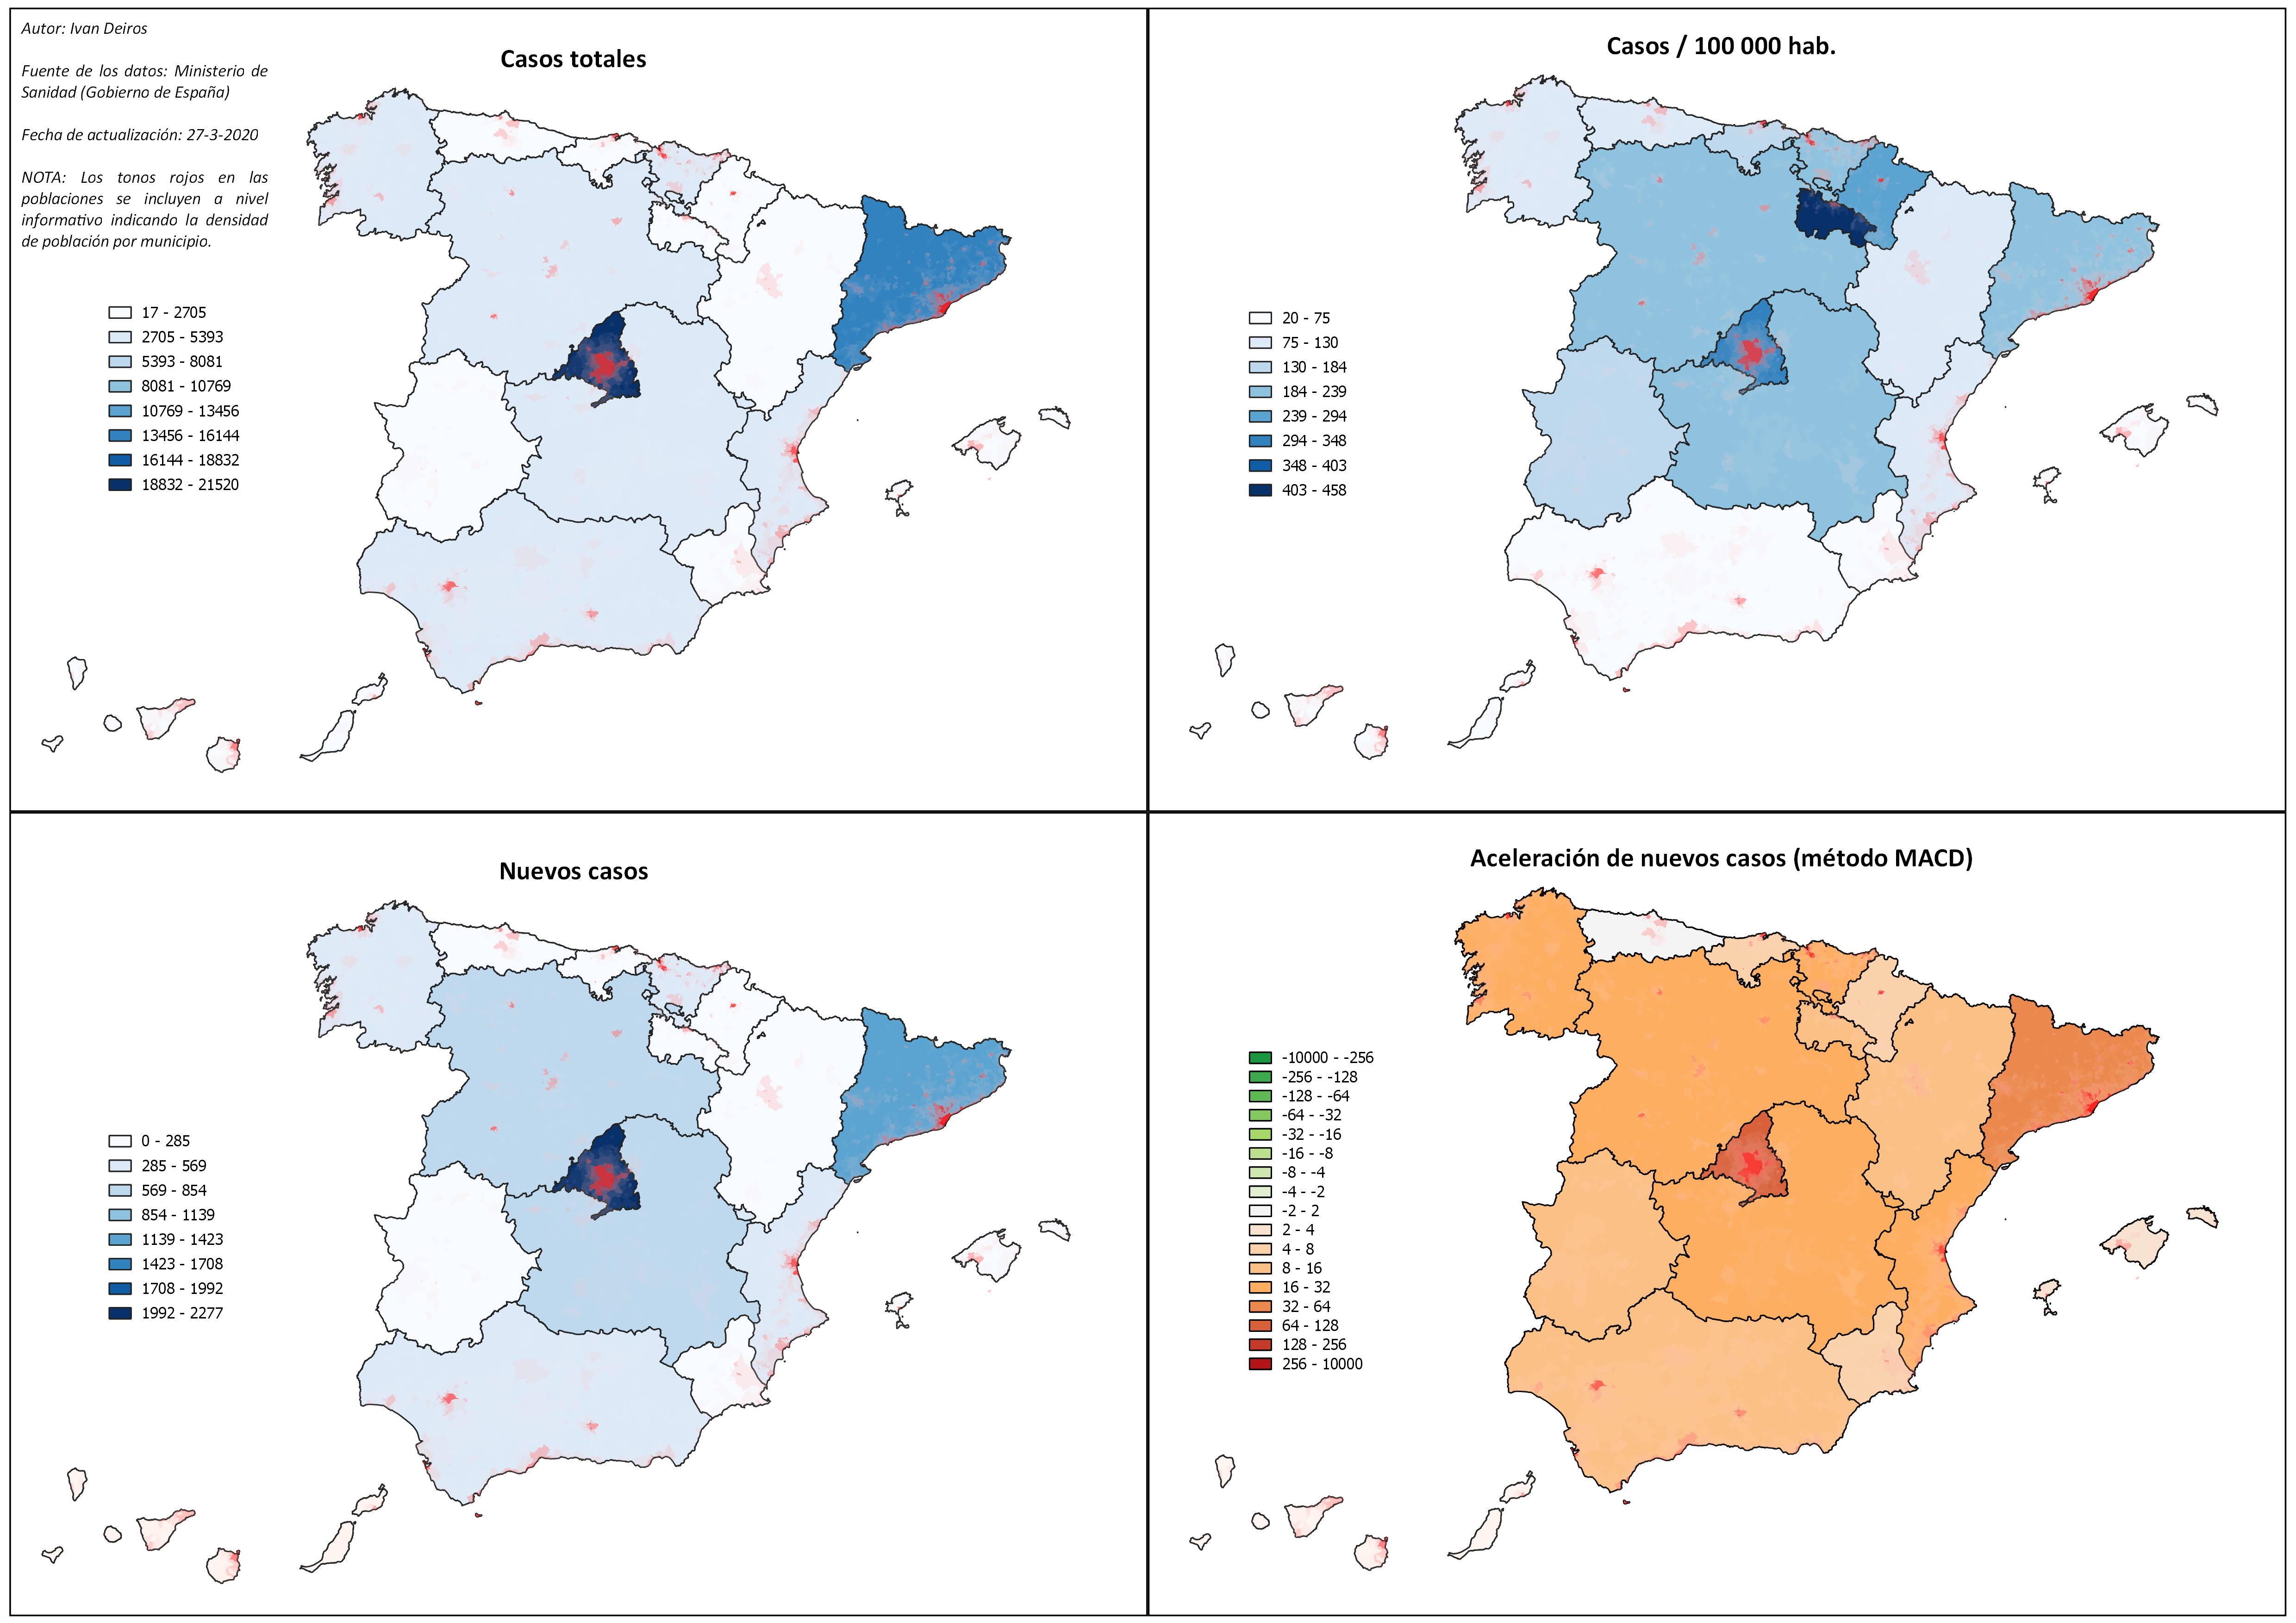 Autor: Ivan Deiros
Fuente de los datos: Ministerio de
Sanidad (Gobierno de España)
Fecha de actualización: 27-3-2020
NOTA: Los tonos rojos en las
poblaciones se incluyen a nivel
informativo indicando la densidad
de población por municipio.
Casos totales
17 - 2705
2705 - 5393
5393 - 8081
8081 - 10769
10769 - 13456
13456 - 16144
16144 - 18832
18832 - 21520
Casos / 100 000 hab.
20 - 75
75 - 130
130 - 184
184 - 239
239 - 294
294 - 348
348 - 403
403 - 458
Nuevos casos
0 - 285
285 - 569
569 - 854
854 - 1139
1139 - 1423
1423 - 1708
1708 - 1992
1992 - 2277
Aceleración de nuevos casos (método MACD)
-10000 - -256
-256 - -128
-128 - -64
-64 - -32
-32 - -16
-16 - -8
-8 - -4
-4 - -2
-2 - 2
2 - 4
4 - 8
8 - 16
16 - 32
32 - 64
64 - 128
128 - 256
256 - 10000